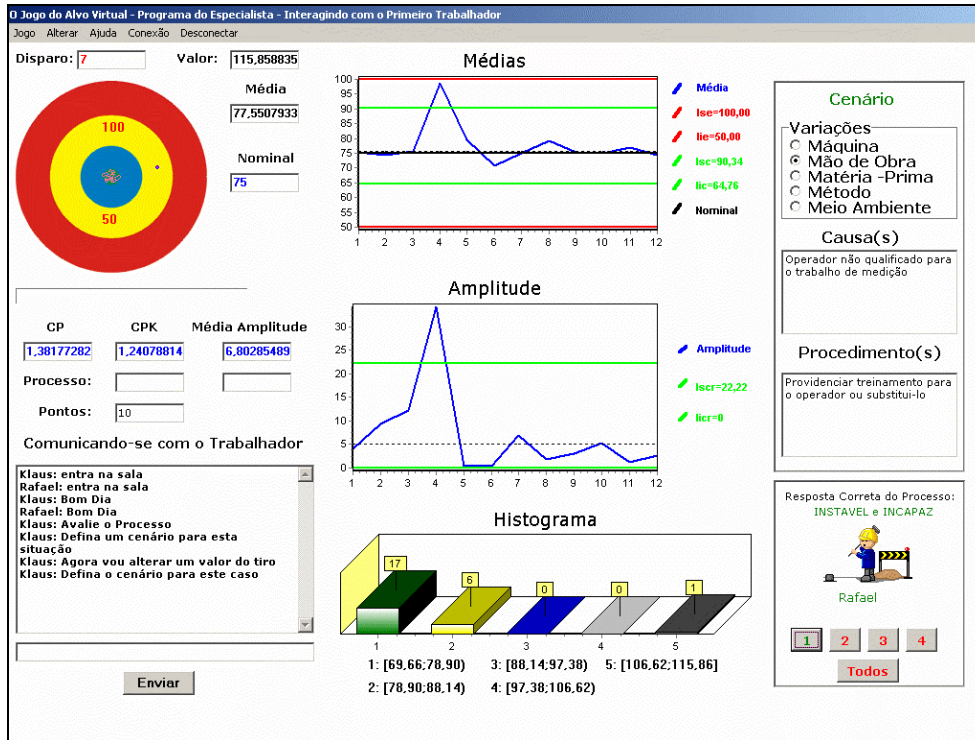 O Jogo do Alvo Virtual - Programa do Especialista - Interagindo com o Primeiro Trabalhador
Jogo Alterar Ajuda Conexão Desconectar
Disparo: 7 Valor: 115,858835
Média
77,5507933
Nominal
75
100
50
CP CPK Média Amplitude
1,38177282 1,24078814 6,80285489
Processo:
Pontos: 10
Comunicando-se com o Trabalhador
Klaus: entra na sala
Rafael: entra na sala
Klaus: Bom Dia
Rafael: Bom Dia
Klaus: Avalie o Processo
Klaus: Defina um cenário para esta
situação
Klaus: Agora vou alterar um valor do tiro
Klaus: Defina o cenário para este caso
Enviar
Médias
100
95
90
85
80
75
70
65
60
55
50
1 2 3 4 5 6 7 8 9 10 11 12
Média
lse=100,00
lie=50,00
lsc=90,34
lic=64,76
Nominal
Amplitude
30
25
20
15
10
5
0
1 2 3 4 5 6 7 8 9 10 11 12
Amplitude
lscr=22,22
licr=0
Histograma
17 6 0 0 1
1 2 3 4 5
1: [69,66;78,90) 3: [88,14;97,38) 5: [106,62;115,86]
2: [78,90;88,14) 4: [97,38;106,62)
Cenário
Variações
Máquina
Mão de Obra
Matéria -Prima
Método
Meio Ambiente
Causa(s)
Operador não qualificado para
o trabalho de medição
Procedimento(s)
Providenciar treinamento para
o operador ou substitui-lo
Resposta Correta do Processo:
INSTAVEL e INCAPAZ
Rafael
1 2 3 4
Todos